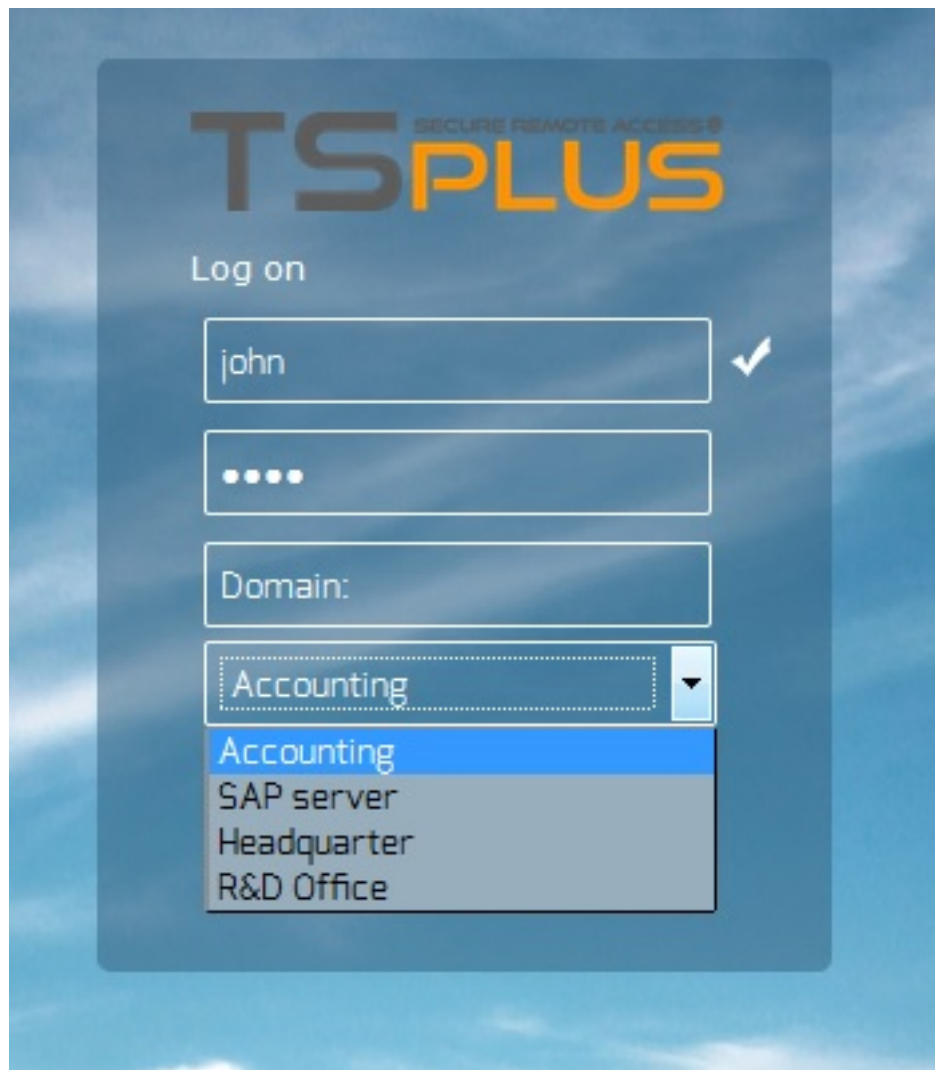 TSPLUS SECURE REMOTE ACCESS
Log on
john
••••
Domain:
Accounting
Accounting
SAP server
Headquarter
R&D Office